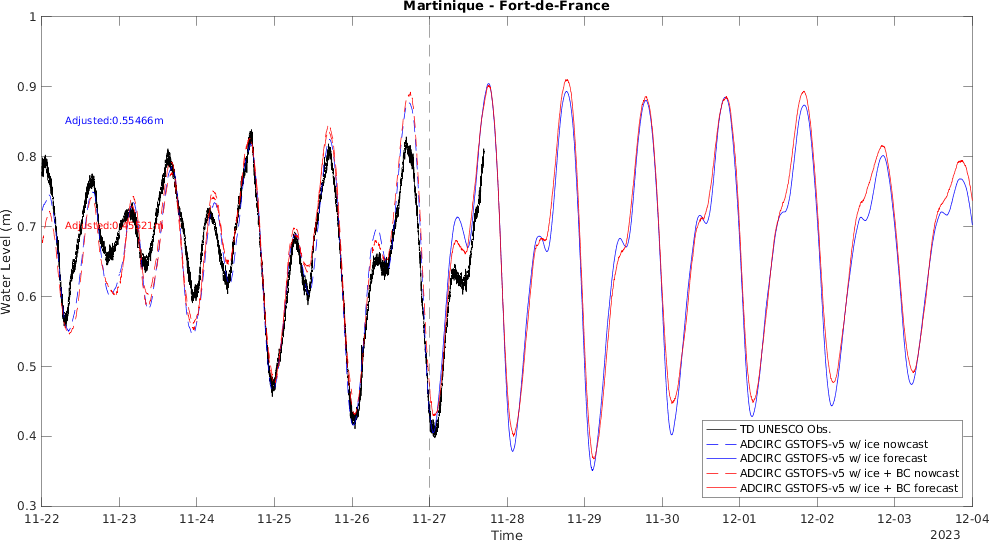 Martinique - Fort-de-France
Water Level (m)
1
0.9
0.8
0.7
0.6
0.5
0.4
0.3
Adjusted:0.55466m
TD UNESCO Obs.
ADCIRC GSTOFS-v5 w/ ice nowcast
ADCIRC GSTOFS-v5 w/ ice forecast
ADCIRC GSTOFS-v5 w/ ice + BC nowcast
ADCIRC GSTOFS-v5 w/ ice + BC forecast
11-22 11-23 11-24 11-25 11-26 11-27 11-28 11-29 11-30 12-01 12-02 12-03 12-04
Time
2023